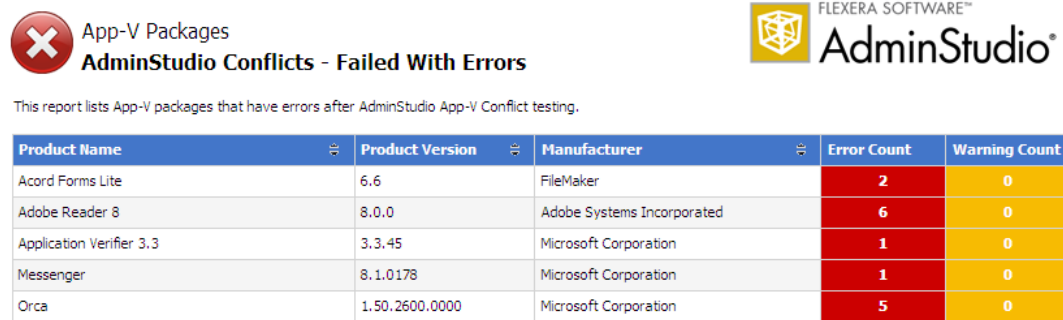 App-V Packages
AdminStudio Conflicts - Failed With Errors
FLEXERA SOFTWARE™
AdminStudio®
This report lists App-V packages that have errors after AdminStudio App-V Conflict testing.
Product Name Product Version Manufacturer Error Count Warning Count
Acord Forms Lite 6.6 FileMaker 2 0
Adobe Reader 8 8.0.0 Adobe Systems Incorporated 6 0
Application Verifier 3.3 3.3.45 Microsoft Corporation 1 0
Messenger 8.1.0178 Microsoft Corporation 1 0
Orca 1.50.2600.0000 Microsoft Corporation 5 0